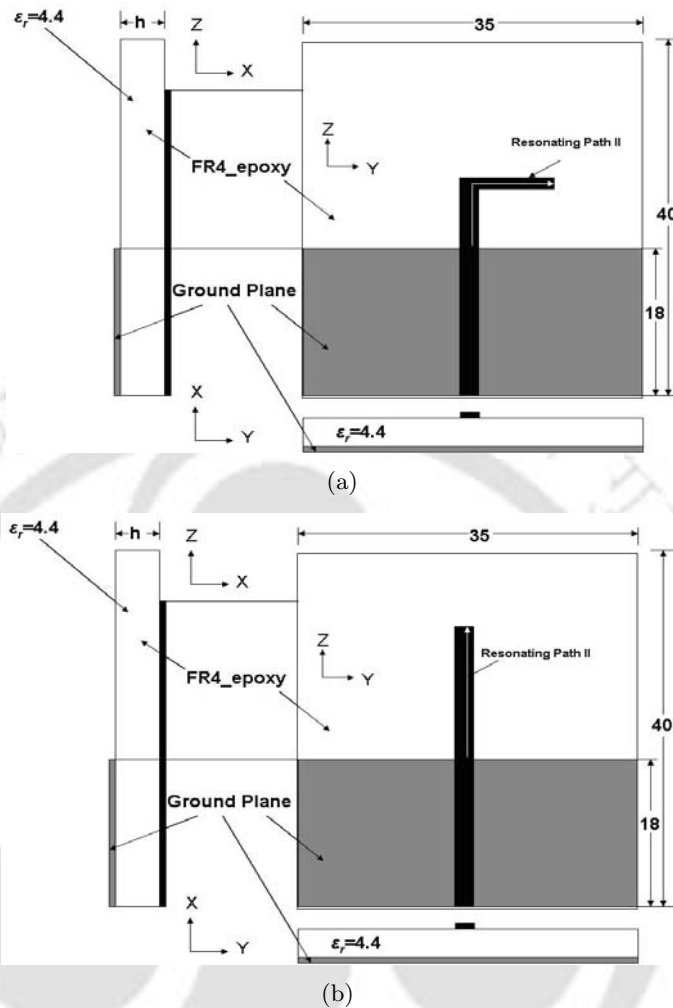 εr=4.4
h
35
Z
X
Z
Y
Resonating Path II
FR4_epoxy
40
Ground Plane
18
X
Y
εr=4.4
(a)
εr=4.4
h
35
Z
X
Z
Y
Resonating Path II
FR4_epoxy
40
Ground Plane
18
X
Y
εr=4.4
(b)